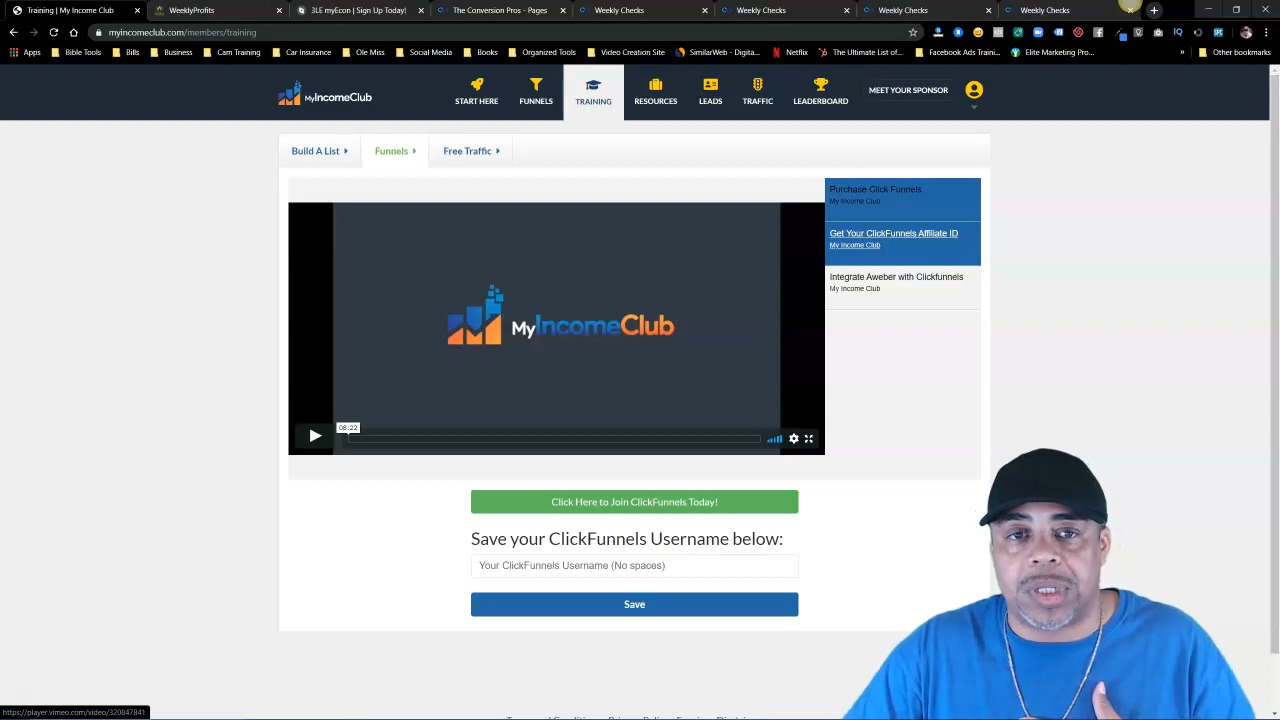 Training | My Income Club
WeeklyProfits
3LE myEcon | Sign Up Today!
The Conversion Pros - Pages
Weekly Checks
Weekly Checks
Weekly Checks
Weekly Checks
myincomeclub.com/members/training
Apps
Bible Tools
Bills
Business
Cam Training
Car Insurance
Ole Miss
Social Media
Books
Organized Tools
Video Creation Site
SimilarWeb - Digita...
Netflix
The Ultimate List of...
Facebook Ads Traini...
Elite Marketing Pro...
»
Other bookmarks
MyIncomeClub
START HERE
FUNNELS
TRAINING
RESOURCES
LEADS
TRAFFIC
LEADERBOARD
MEET YOUR SPONSOR
Build A List
Funnels
Free Traffic
Purchase Click Funnels
My Income Club
Get Your ClickFunnels Affiliate ID
My Income Club
Integrate Aweber with Clickfunnels
My Income Club
MyIncomeClub
08:22
Click Here to Join ClickFunnels Today!
Save your ClickFunnels Username below:
Your ClickFunnels Username (No spaces)
Save
https://player.vimeo.com/video/320847841